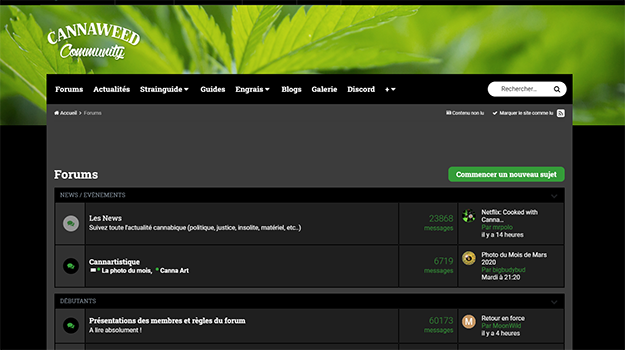 CANNAWEED
Community
Forums Actualités Strainguide Guides Engrais Blogs Galerie Discord +
Rechercher...
Accueil > Forums
Contenu non lu Marquer le site comme lu
Forums
Commencer un nouveau sujet
NEWS / EVÉNEMENTS
Les News
Suivez toute l'actualité cannabique (politique, justice, insolite, matériel, etc..)
23868
messages
Netflix: Cooked with
Canna...
Par mrpolo
il y a 14 heures
Cannartistique
La photo du mois, Canna Art
6719
messages
Photo du Mois de Mars
2020
Par bigbudybud
Mardi à 21:20
DÉBUTANTS
Présentations des membres et règles du forum
A lire absolument !
60173
messages
M
Retour en force
Par MoonWild
il y a 4 heures